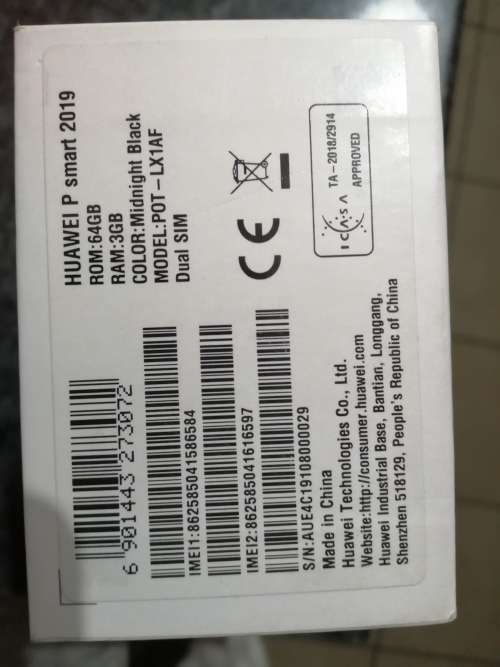 HUAWEI P smart 2019
ROM:64GB
RAM:3GB
COLOR:Midnight Black
MODEL:POT-LX1AF
Dual SIM
CE
ICASA
TA-2018/2914
APPROVED
6 901443 273072
IMEI1:862585041586584
IMEI2:862585041616597
S/N:AUE4C19108000029
Made in China
Huawei Technologies Co., Ltd.
Website:http://consumer.huawei.com
Huawei Industrial Base, Bantian, Longgang,
Shenzhen 518129, People's Republic of China